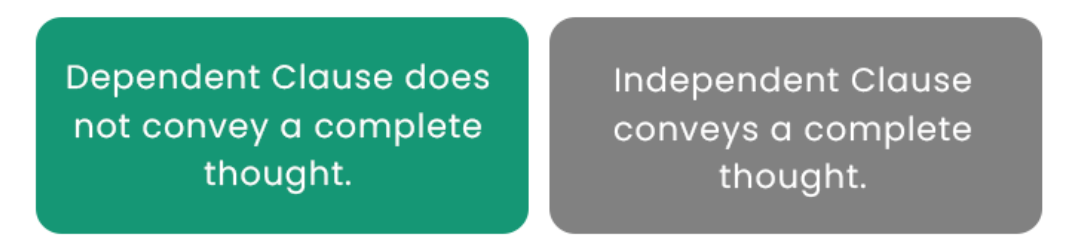 Dependent Clause does
not convey a complete
thought.
Independent Clause
conveys a complete
thought.